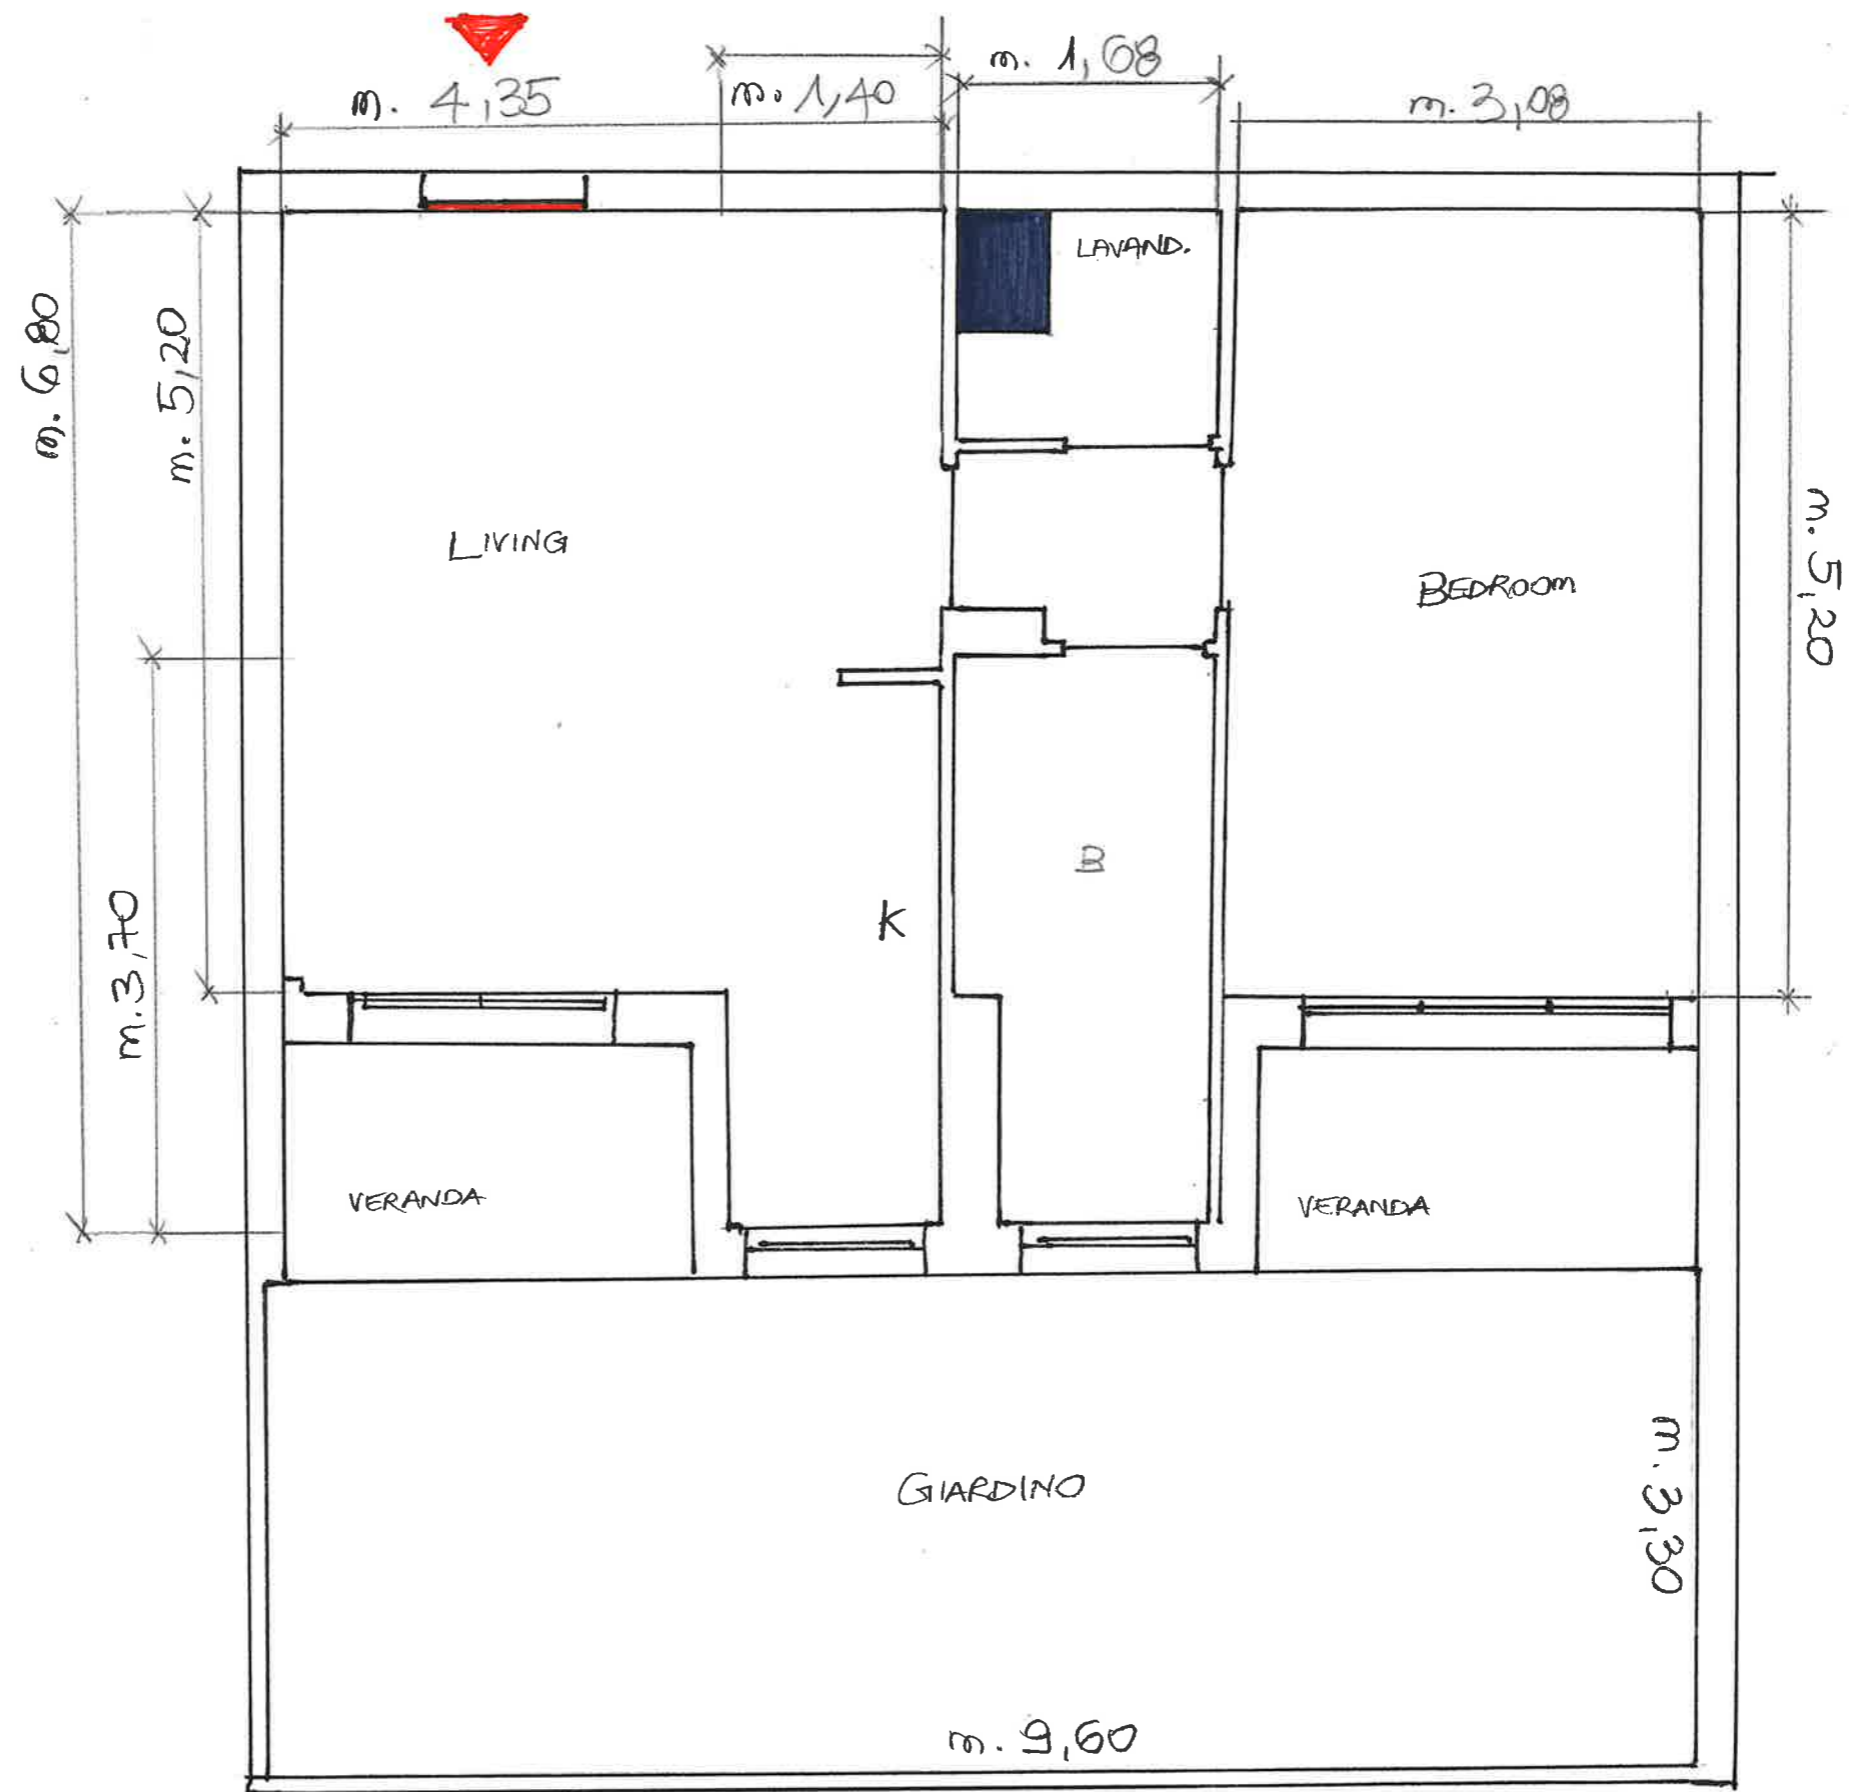 m. 4,35
m. 1,40
m. 1,68
m. 3,08
LAVAND.
m. 6,80
m. 5,20
LIVING
BEDROOM
m. 5,20
B
K
m. 3,70
VERANDA
VERANDA
GIARDINO
m. 3,30
m. 9,60